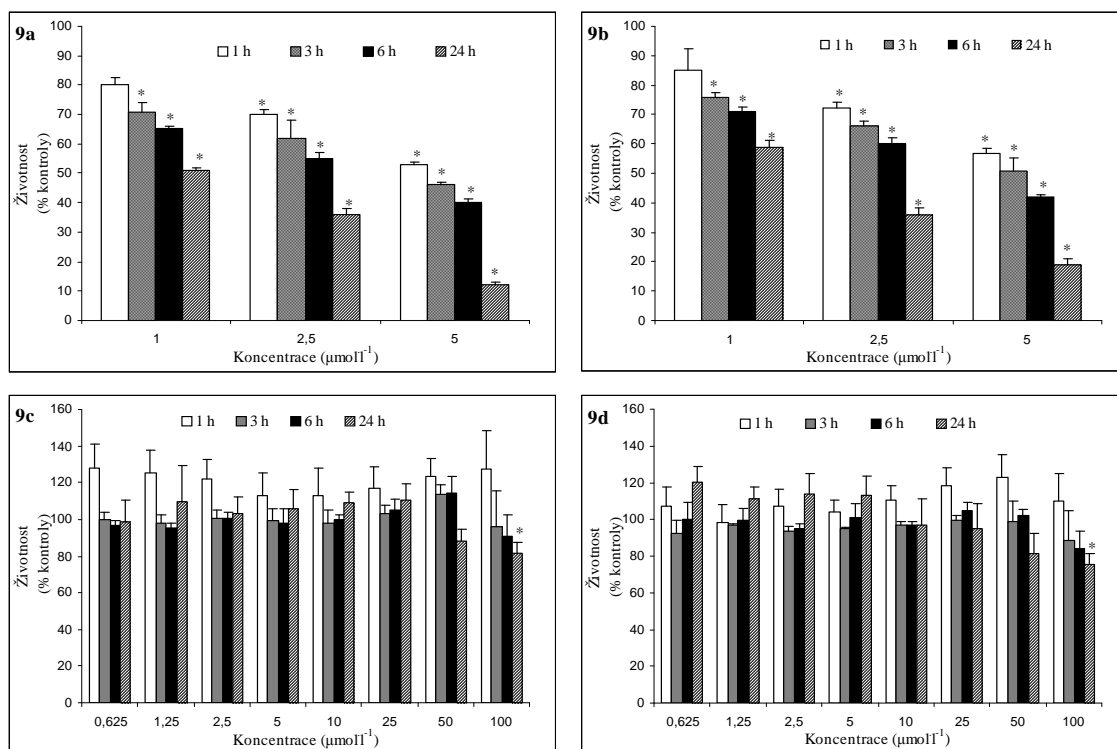 9a
1 h 3 h 6 h 24 h
100
90
80
70
60
50
40
30
20
10
0
Životnost
(% kontroly)
* * *
* * * *
* * * *
1 2,5 5
Koncentrace (µmol·l⁻¹)
9b
1 h 3 h 6 h 24 h
100
90
80
70
60
50
40
30
20
10
0
Životnost
(% kontroly)
* * *
* * * *
* * * *
1 2,5 5
Koncentrace (µmol·l⁻¹)
9c
1 h 3 h 6 h 24 h
160
140
120
100
80
60
40
20
0
Životnost
(% kontroly)
*
0,625 1,25 2,5 5 10 25 50 100
Koncentrace (µmol·l⁻¹)
9d
1 h 3 h 6 h 24 h
160
140
120
100
80
60
40
20
0
Životnost
(% kontroly)
*
0,625 1,25 2,5 5 10 25 50 100
Koncentrace (µmol·l⁻¹)